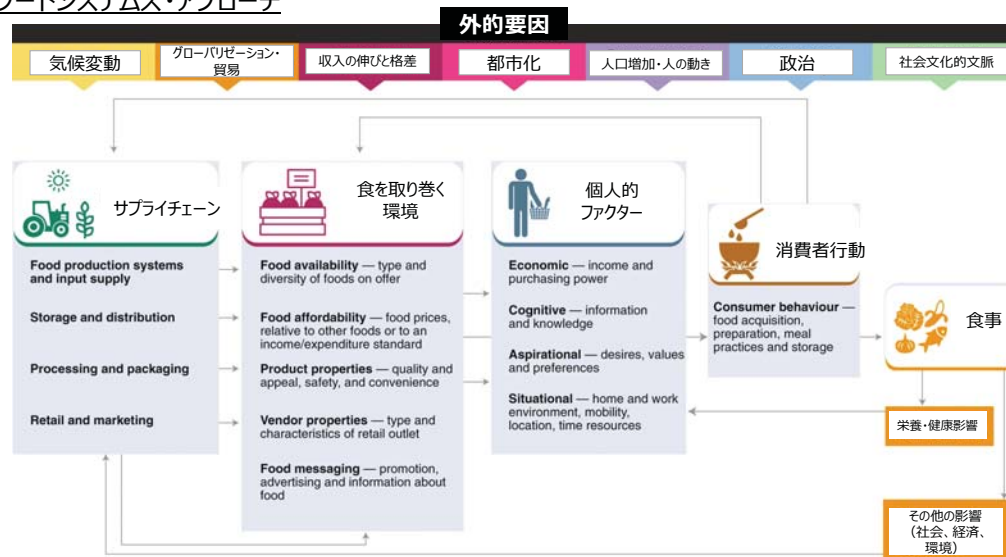 フードシステムズ・アプローチ
外的要因
気候変動
グローバリゼーション・
貿易
収入の伸びと格差
都市化
人口増加・人の動き
政治
社会文化的文脈
サプライチェーン
Food production systems
and input supply
Storage and distribution
Processing and packaging
Retail and marketing
食を取り巻く
環境
Food availability — type and
diversity of foods on offer
Food affordability — food prices,
relative to other foods or to an
income/expenditure standard
Product properties — quality and
appeal, safety, and convenience
Vendor properties — type and
characteristics of retail outlet
Food messaging — promotion,
advertising and information about
food
個人的
ファクター
Economic — income and
purchasing power
Cognitive — information
and knowledge
Aspirational — desires, values
and preferences
Situational — home and work
environment, mobility,
location, time resources
消費者行動
Consumer behaviour —
food acquisition,
preparation, meal
practices and storage
食事
栄養・健康影響
その他の影響
（社会、経済、
環境）